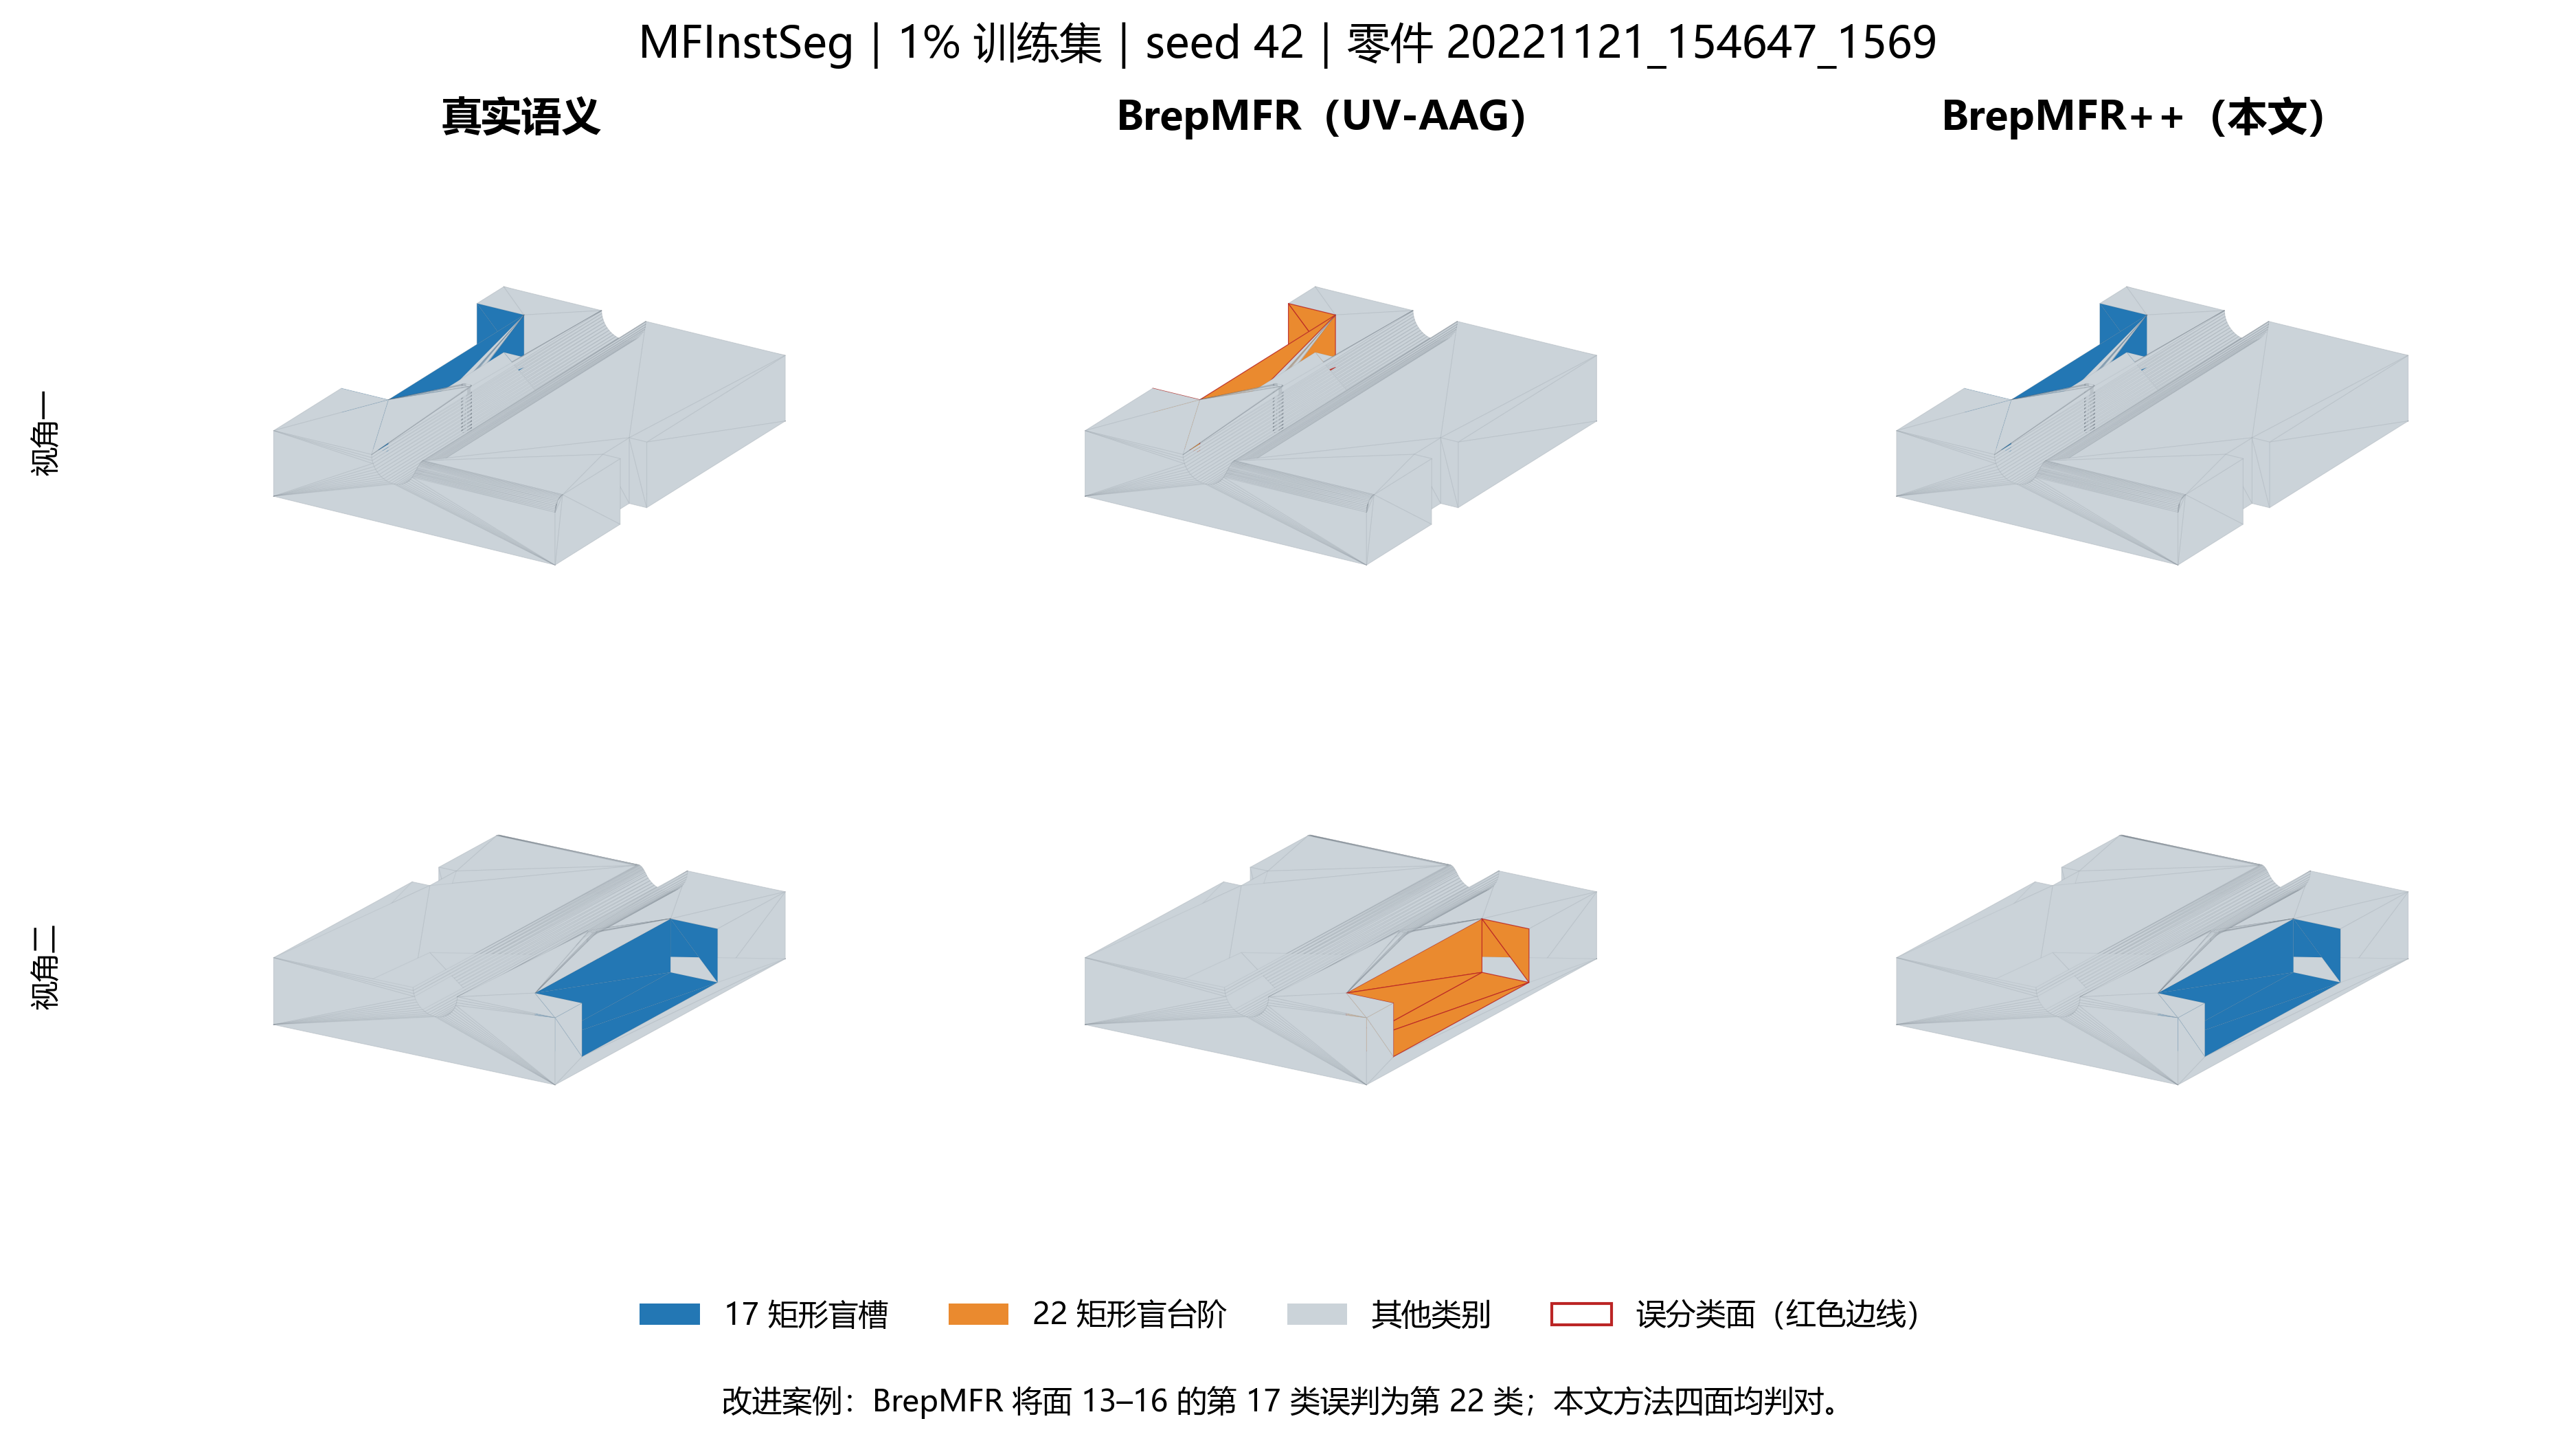 MFInstSeg | 1% 训练集 | seed 42 | 零件 20221121_154647_1569
真实语义
BrepMFR（UV-AAG）
BrepMFR++（本文）
视角一
视角二
17 矩形盲槽
22 矩形盲台阶
其他类别
误分类面（红色边线）
改进案例：BrepMFR 将面 13–16 的第 17 类误判为第 22 类；本文方法四面均判对。